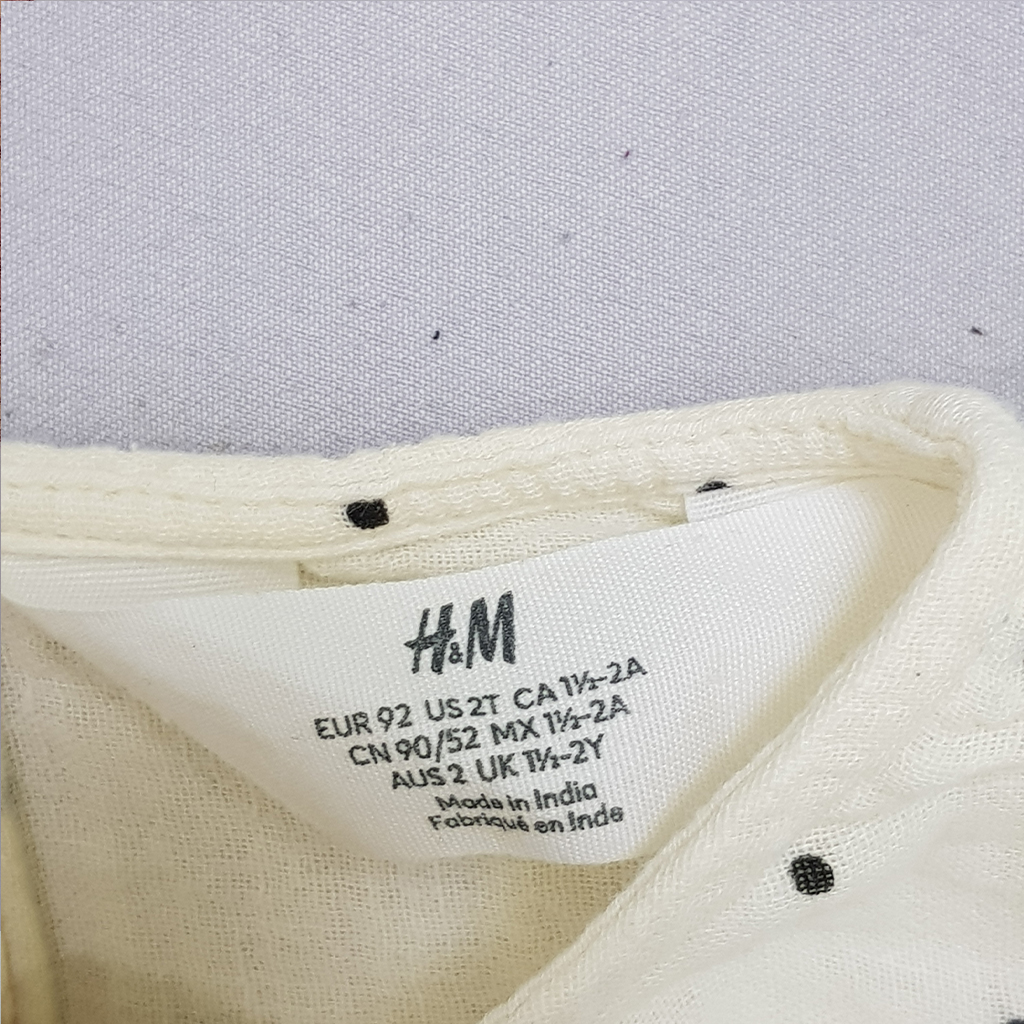 H&M
EUR 92 US 2T CA 1½-2A
CN 90/52 MX 1½-2A
AUS 2 UK 1½-2Y
Made in India
Fabriqué en Inde